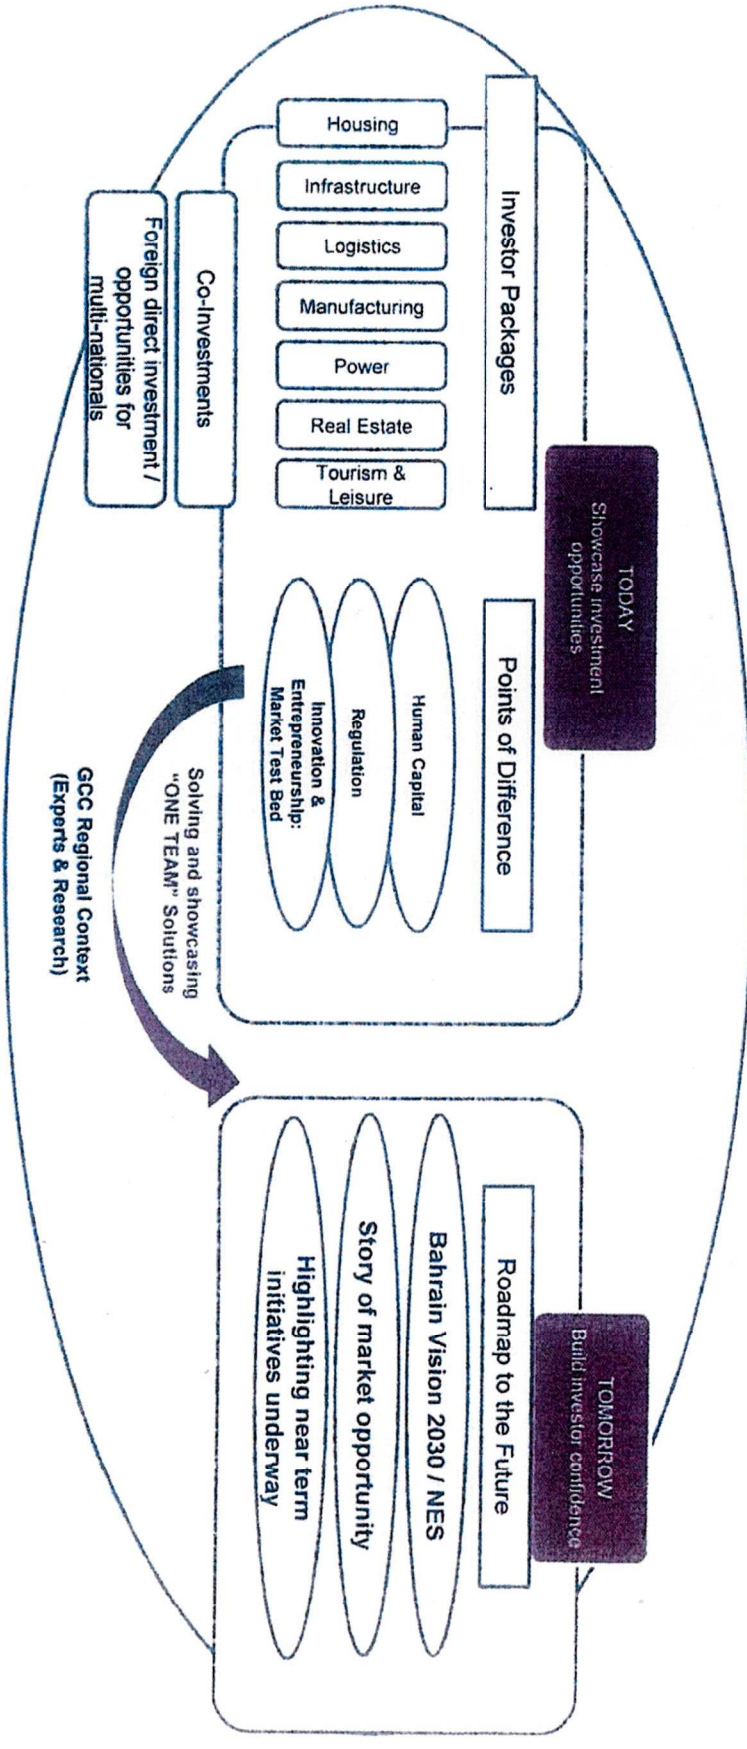 TODAY
Showcase investment
opportunities
Investor Packages
Housing
Infrastructure
Logistics
Manufacturing
Power
Real Estate
Tourism &
Leisure
Co-Investments
Foreign direct investment /
opportunities for
multi-nationals
Points of Difference
Human Capital
Regulation
Innovation &
Entrepreneurship:
Market Test Bed
Solving and showcasing
"ONE TEAM" Solutions
GCC Regional Context
(Experts & Research)
TOMORROW
Build investor confidence
Roadmap to the Future
Bahrain Vision 2030 / NES
Story of market opportunity
Highlighting near term
initiatives underway